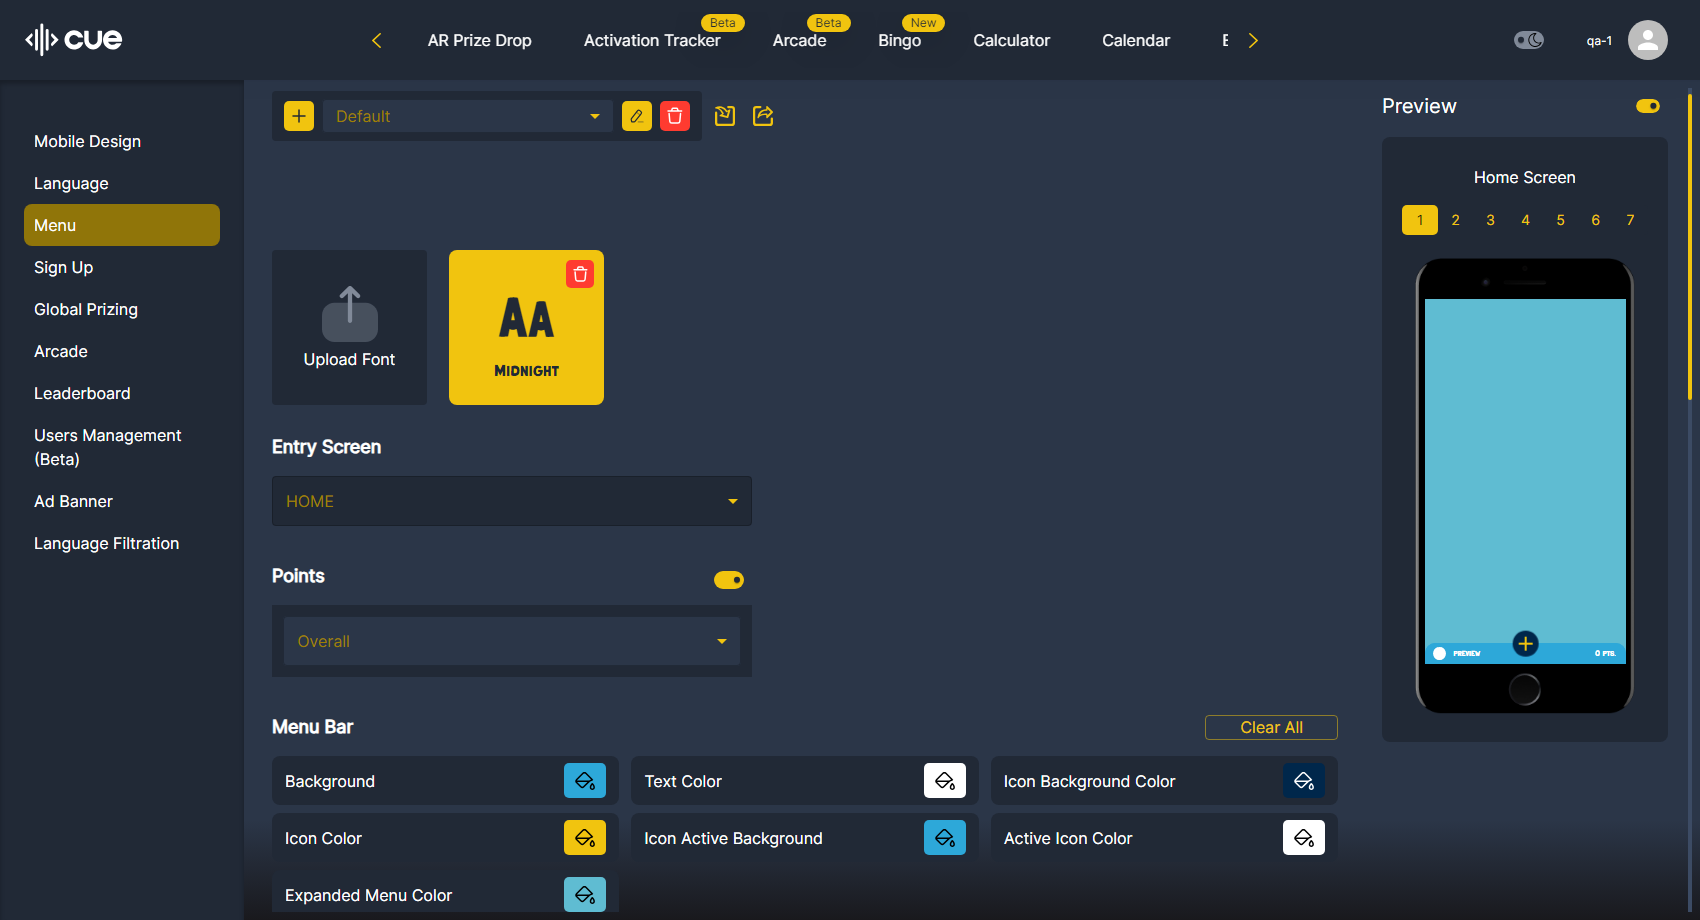 cue
AR Prize Drop
Activation Tracker
Beta
Arcade
Beta
Bingo
New
Calculator
Calendar
qa-1
Mobile Design
Language
Menu
Sign Up
Global Prizing
Arcade
Leaderboard
Users Management
(Beta)
Ad Banner
Language Filtration
Default
Upload Font
AA
MIDNIGHT
Entry Screen
HOME
Points
Overall
Menu Bar
Clear All
Background
Text Color
Icon Background Color
Icon Color
Icon Active Background
Active Icon Color
Expanded Menu Color
Preview
Home Screen
1 2 3 4 5 6 7
PREVIEW
0 PTS.